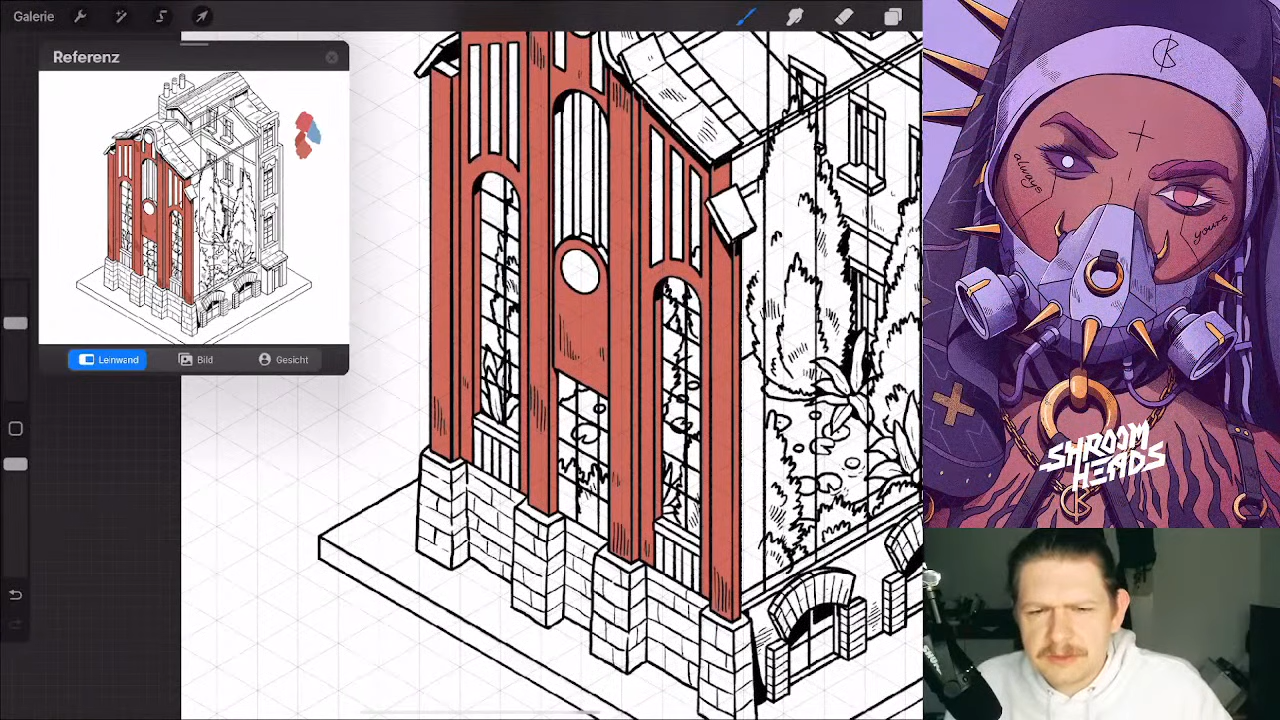 Galerie
Referenz
Leinwand
Bild
Gesicht
always
yours
SHROOM
HEADS